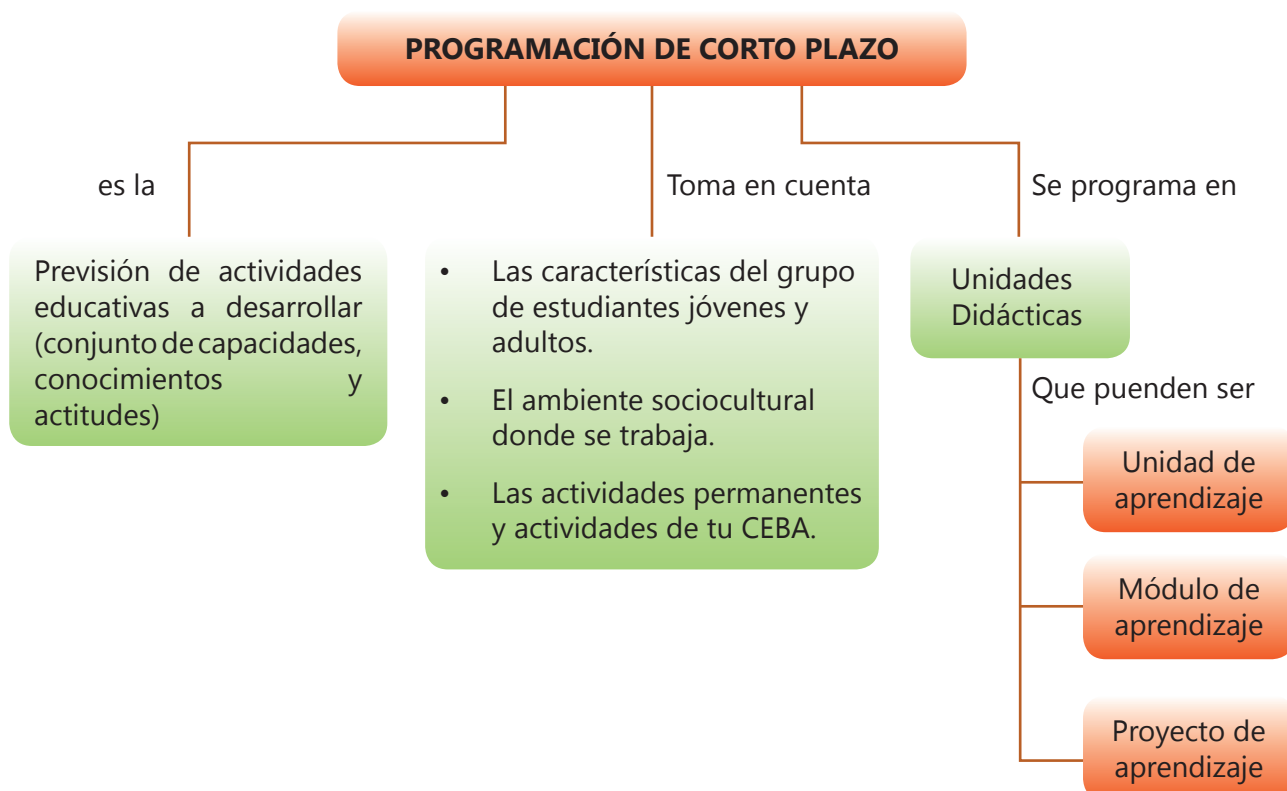 PROGRAMACIÓN DE CORTO PLAZO
es la
Previsión de actividades
educativas a desarrollar
(conjunto de capacidades,
conocimientos y
actitudes)
Toma en cuenta
• Las características del grupo
de estudiantes jóvenes y
adultos.
• El ambiente sociocultural
donde se trabaja.
• Las actividades permanentes
y actividades de tu CEBA.
Se programa en
Unidades
Didácticas
Que puenden ser
Unidad de
aprendizaje
Módulo de
aprendizaje
Proyecto de
aprendizaje